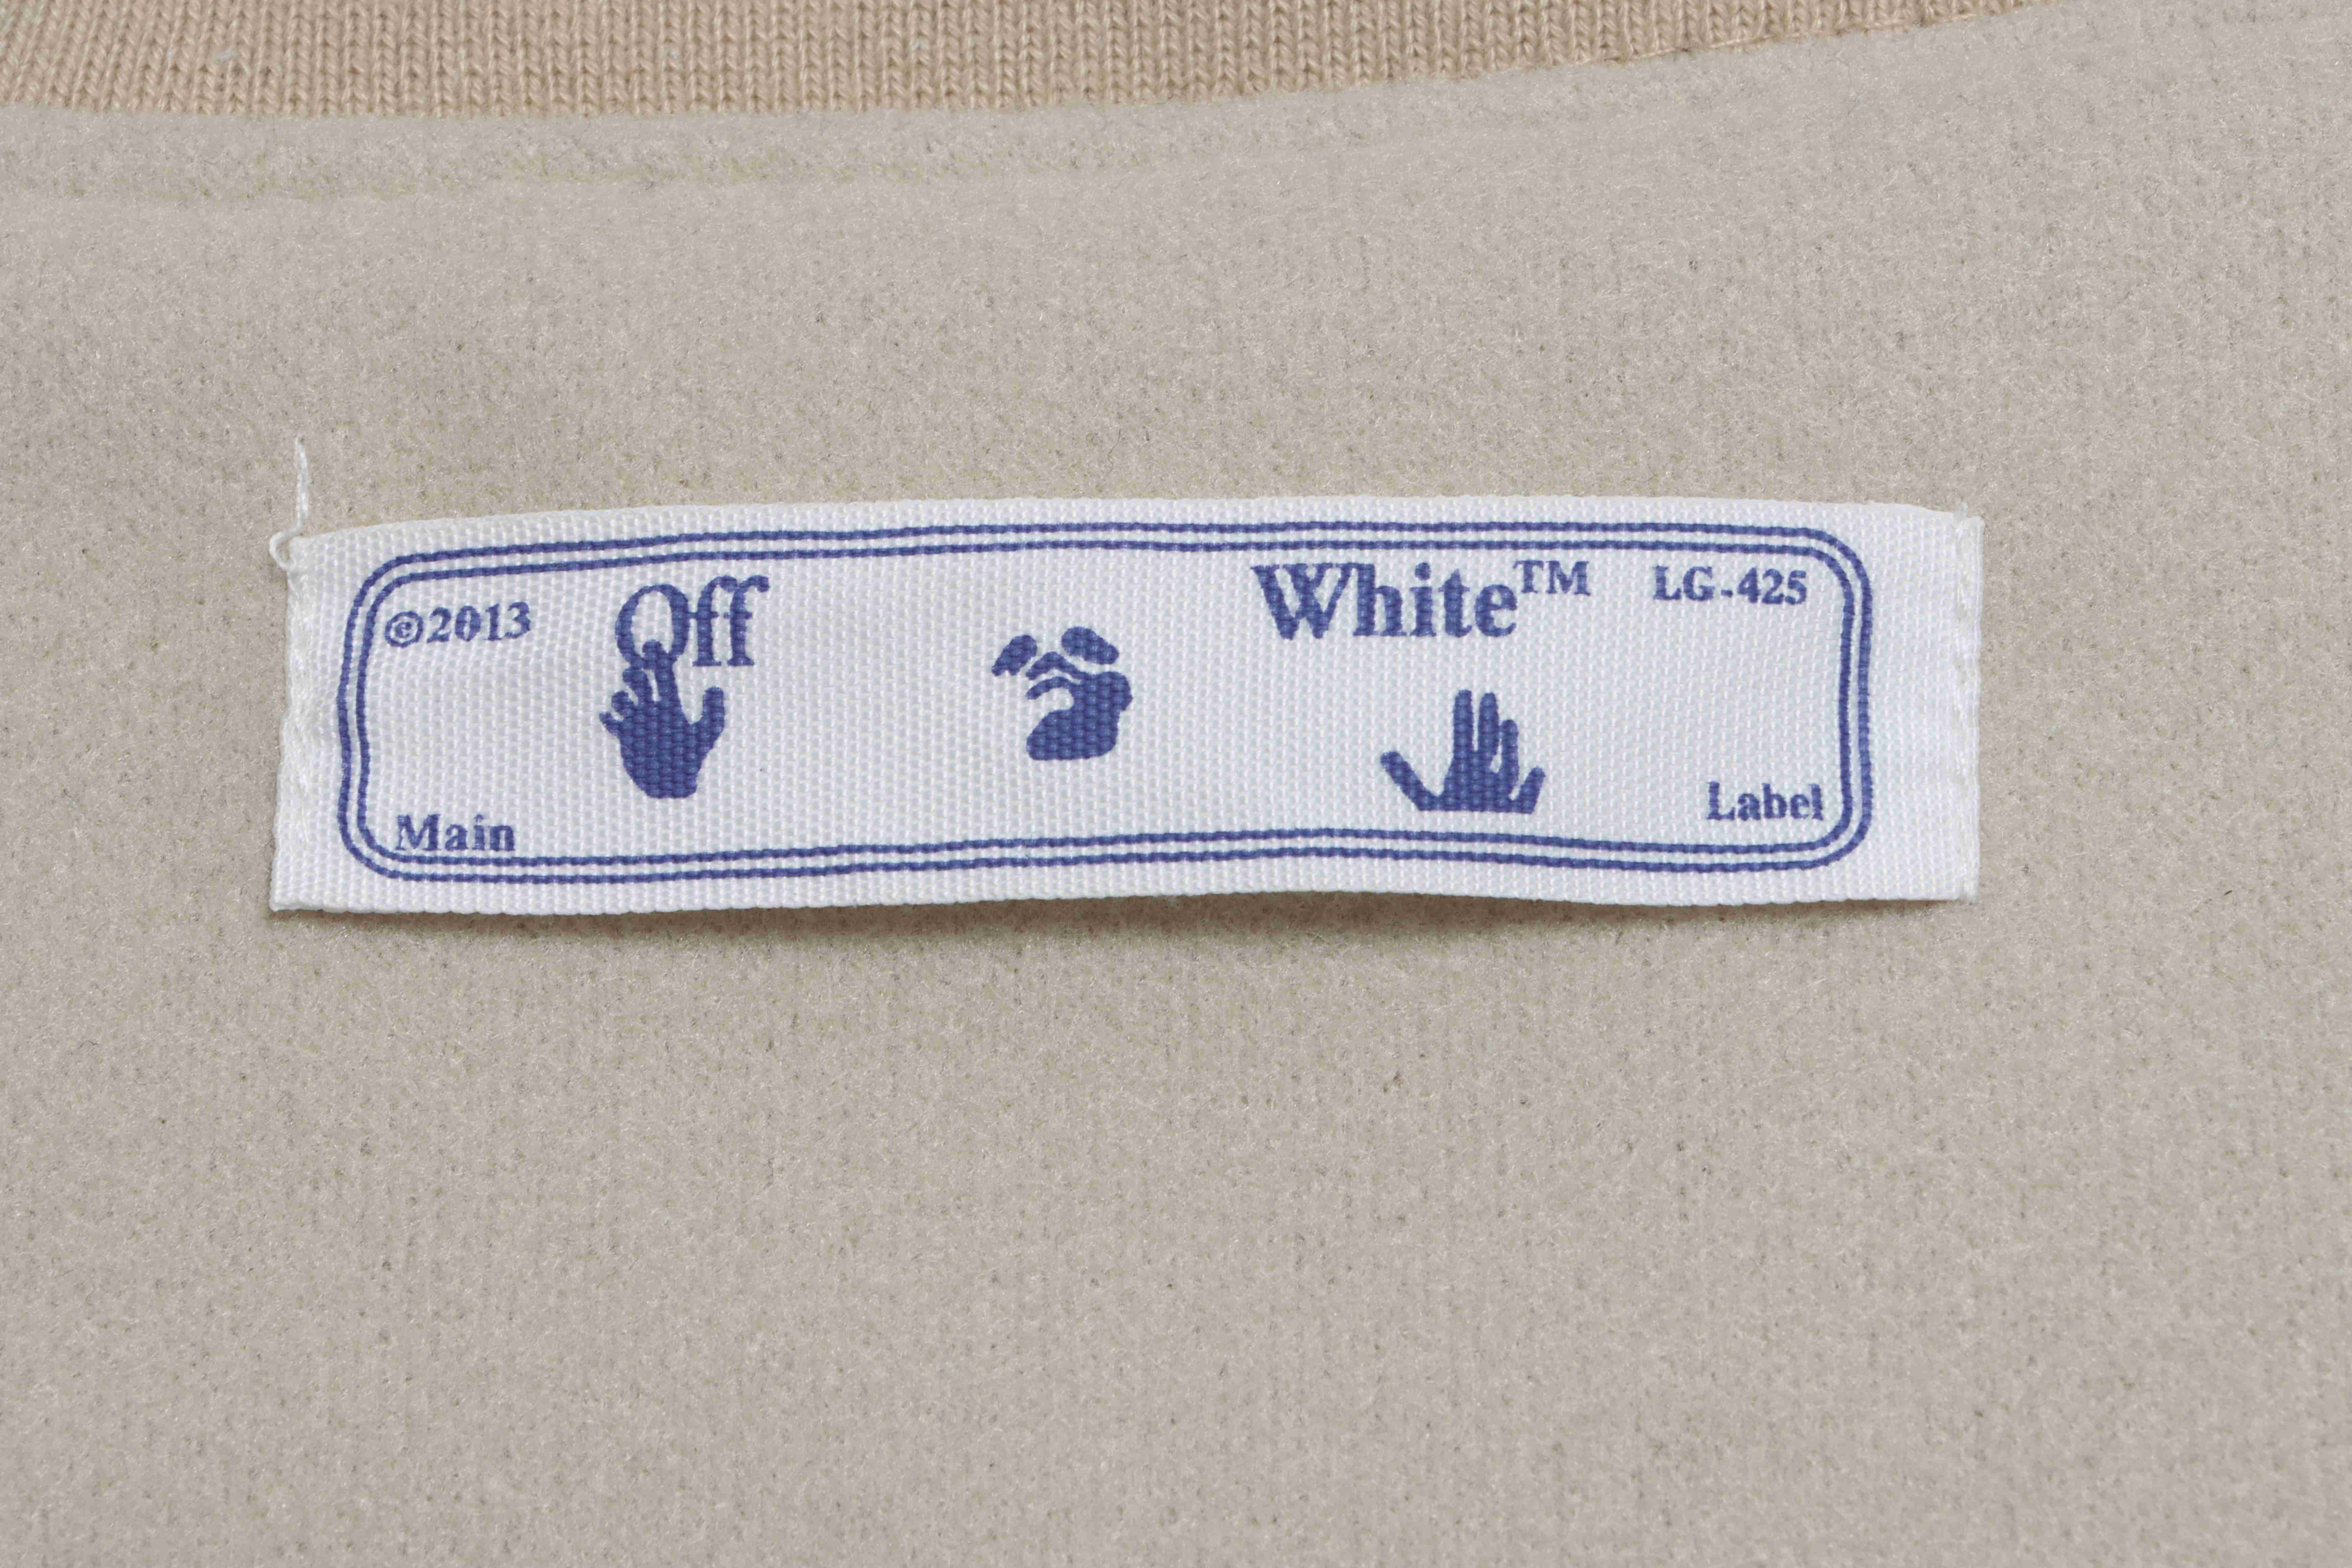 ©2013 Off White™ LG-425
Main Label